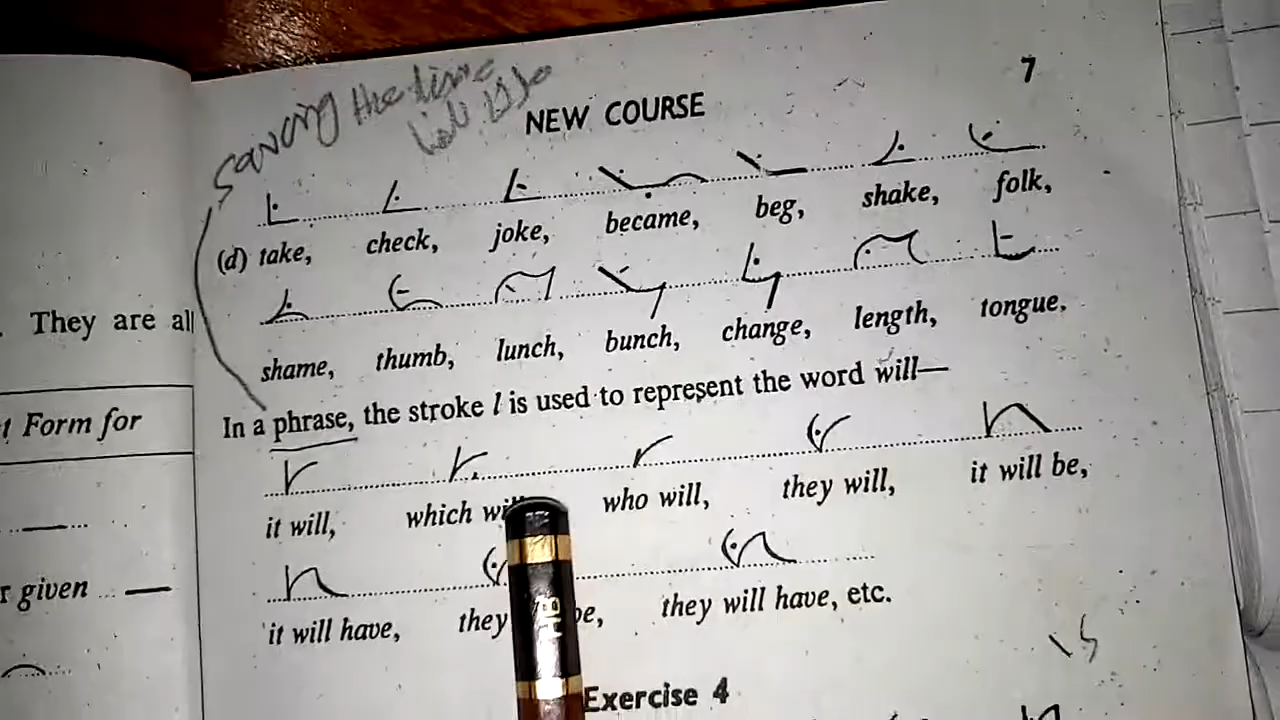 7
saving the time
NEW COURSE
(d) take, check, joke, became, beg, shake, folk,
shame, thumb, lunch, bunch, change, length, tongue.
They are all
In a phrase, the stroke l is used to represent the word will—
t Form for
it will, which will who will, they will, it will be,
r given
it will have, they be, they will have, etc.
Exercise 4